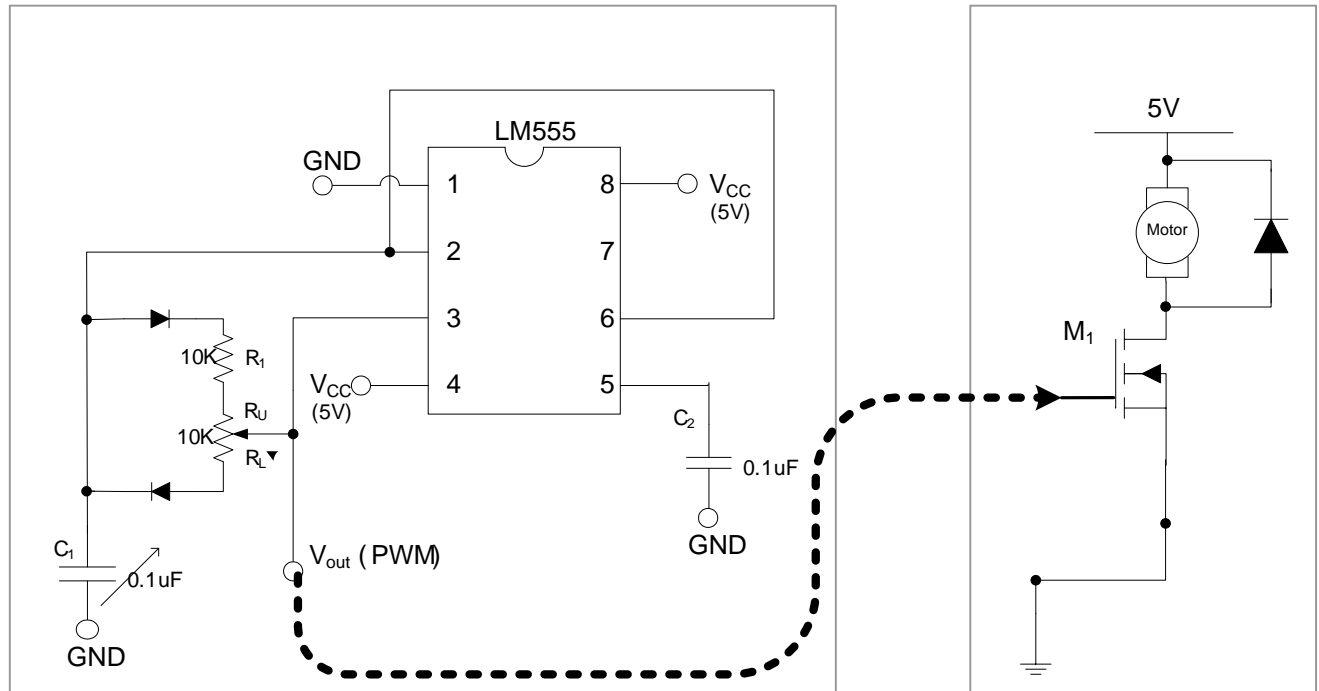 LM555
GND
1
8
VCC
(5V)
2
7
3
6
4
5
VCC
(5V)
10K
R1
RU
10K
RL
C2
0.1uF
GND
C1
0.1uF
GND
Vout (PWM)
5V
Motor
M1